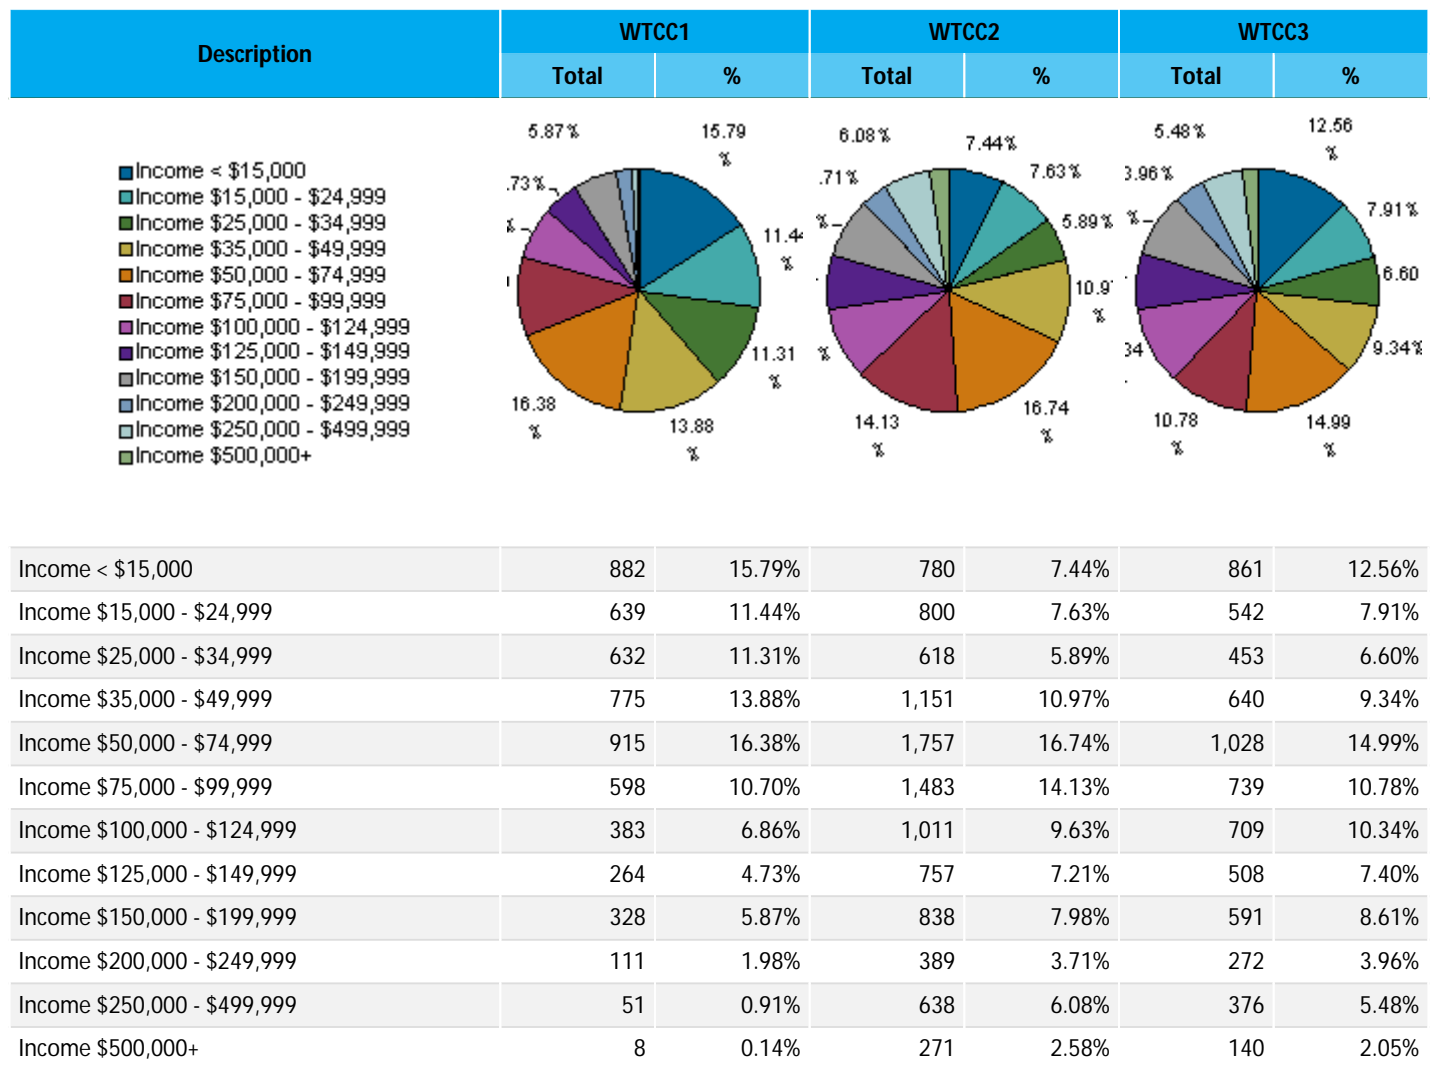 Description WTCC1 WTCC2 WTCC3
Total % Total % Total %
5.87% 15.79 % 6.08% 7.44% 5.48% 12.56 %
Income < $15,000
Income $15,000 - $24,999
Income $25,000 - $34,999
Income $35,000 - $49,999
Income $50,000 - $74,999
Income $75,000 - $99,999
Income $100,000 - $124,999
Income $125,000 - $149,999
Income $150,000 - $199,999
Income $200,000 - $249,999
Income $250,000 - $499,999
Income $500,000+
.73% .71% 7.63% 3.96%
11.44 % 5.89% 7.91%
10.9 % 6.60
11.31 % 34 9.34%
16.38 % 13.88 % 14.13 % 16.74 % 10.78 % 14.99 %
Income < $15,000 882 15.79% 780 7.44% 861 12.56%
Income $15,000 - $24,999 639 11.44% 800 7.63% 542 7.91%
Income $25,000 - $34,999 632 11.31% 618 5.89% 453 6.60%
Income $35,000 - $49,999 775 13.88% 1,151 10.97% 640 9.34%
Income $50,000 - $74,999 915 16.38% 1,757 16.74% 1,028 14.99%
Income $75,000 - $99,999 598 10.70% 1,483 14.13% 739 10.78%
Income $100,000 - $124,999 383 6.86% 1,011 9.63% 709 10.34%
Income $125,000 - $149,999 264 4.73% 757 7.21% 508 7.40%
Income $150,000 - $199,999 328 5.87% 838 7.98% 591 8.61%
Income $200,000 - $249,999 111 1.98% 389 3.71% 272 3.96%
Income $250,000 - $499,999 51 0.91% 638 6.08% 376 5.48%
Income $500,000+ 8 0.14% 271 2.58% 140 2.05%